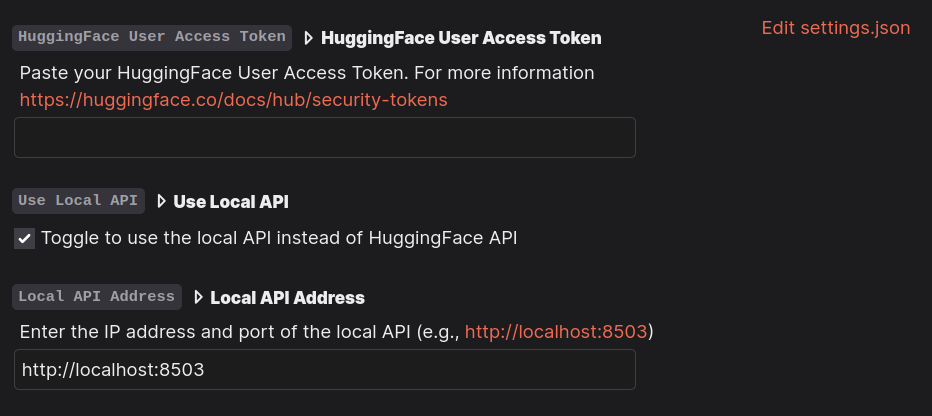 HuggingFace User Access Token HuggingFace User Access Token Edit settings.json
Paste your HuggingFace User Access Token. For more information
https://huggingface.co/docs/hub/security-tokens
Use Local API Use Local API
Toggle to use the local API instead of HuggingFace API
Local API Address Local API Address
Enter the IP address and port of the local API (e.g., http://localhost:8503)
http://localhost:8503